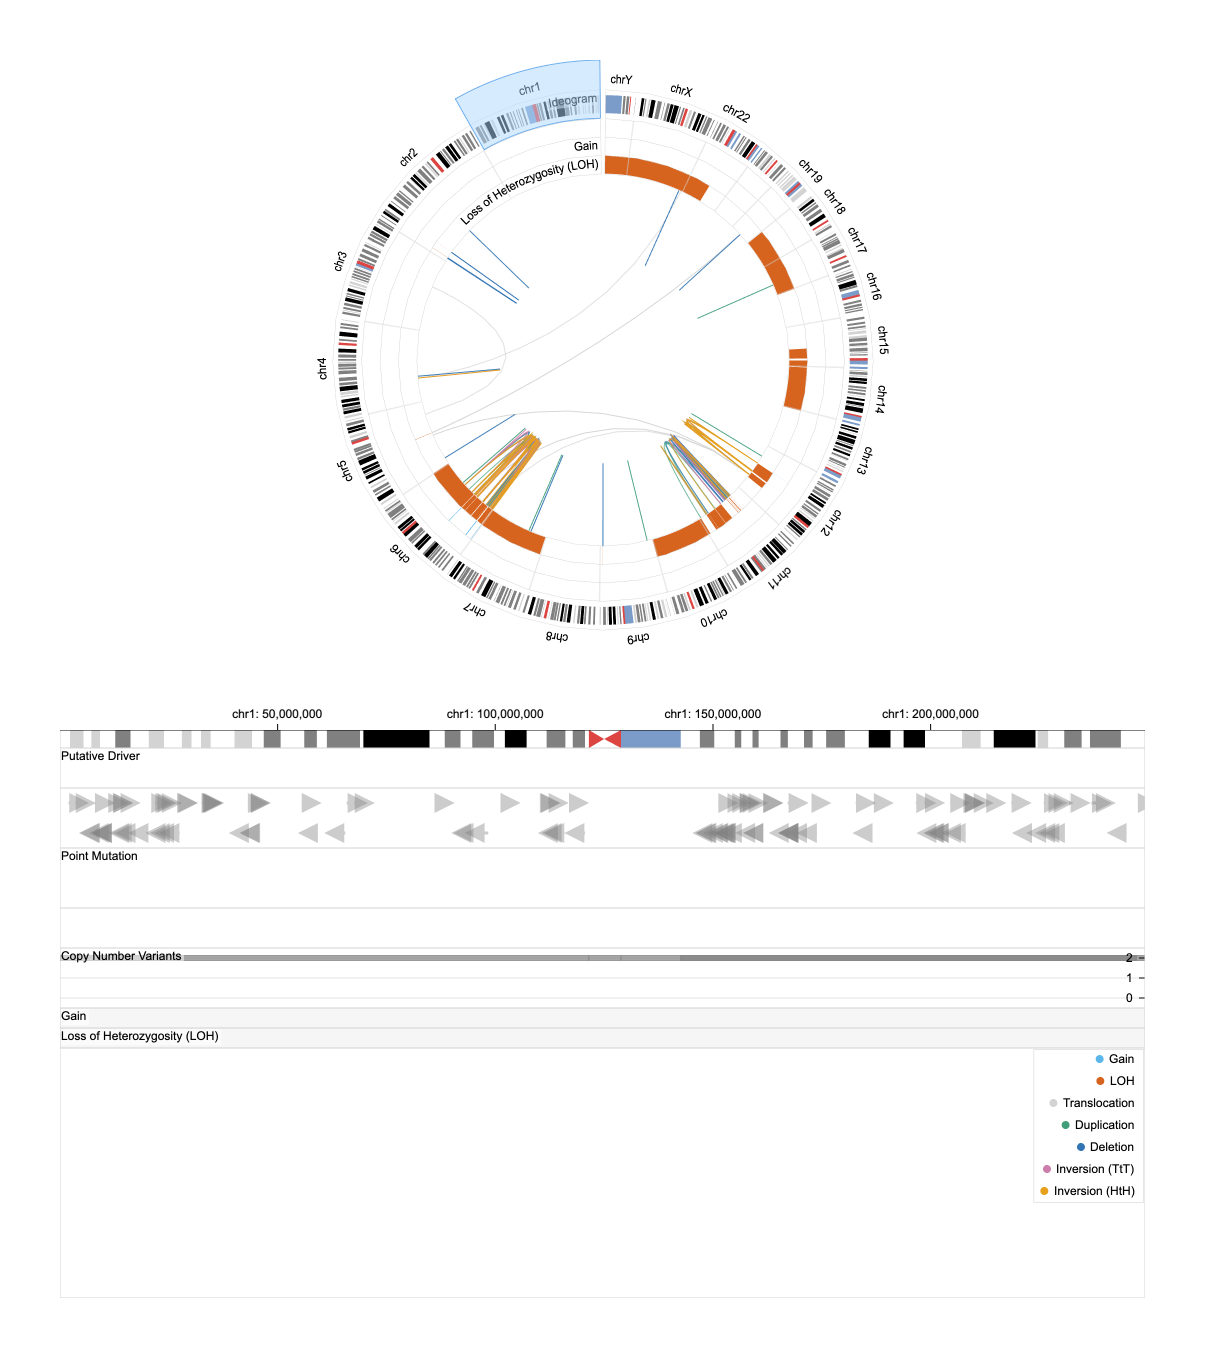 chrY
chrX
chr22
chr1
Ideogram
Gain
Loss of Heterozygosity (LOH)
chr2
chr19
chr18
chr17
chr3
chr16
chr15
chr4
chr14
chr5
chr13
chr12
chr6
chr11
chr7
chr10
chr8
chr9
chr1: 50,000,000
chr1: 100,000,000
chr1: 150,000,000
chr1: 200,000,000
Putative Driver
Point Mutation
Copy Number Variants
2
1
0
Gain
Loss of Heterozygosity (LOH)
Gain
LOH
Translocation
Duplication
Deletion
Inversion (TtT)
Inversion (HtH)